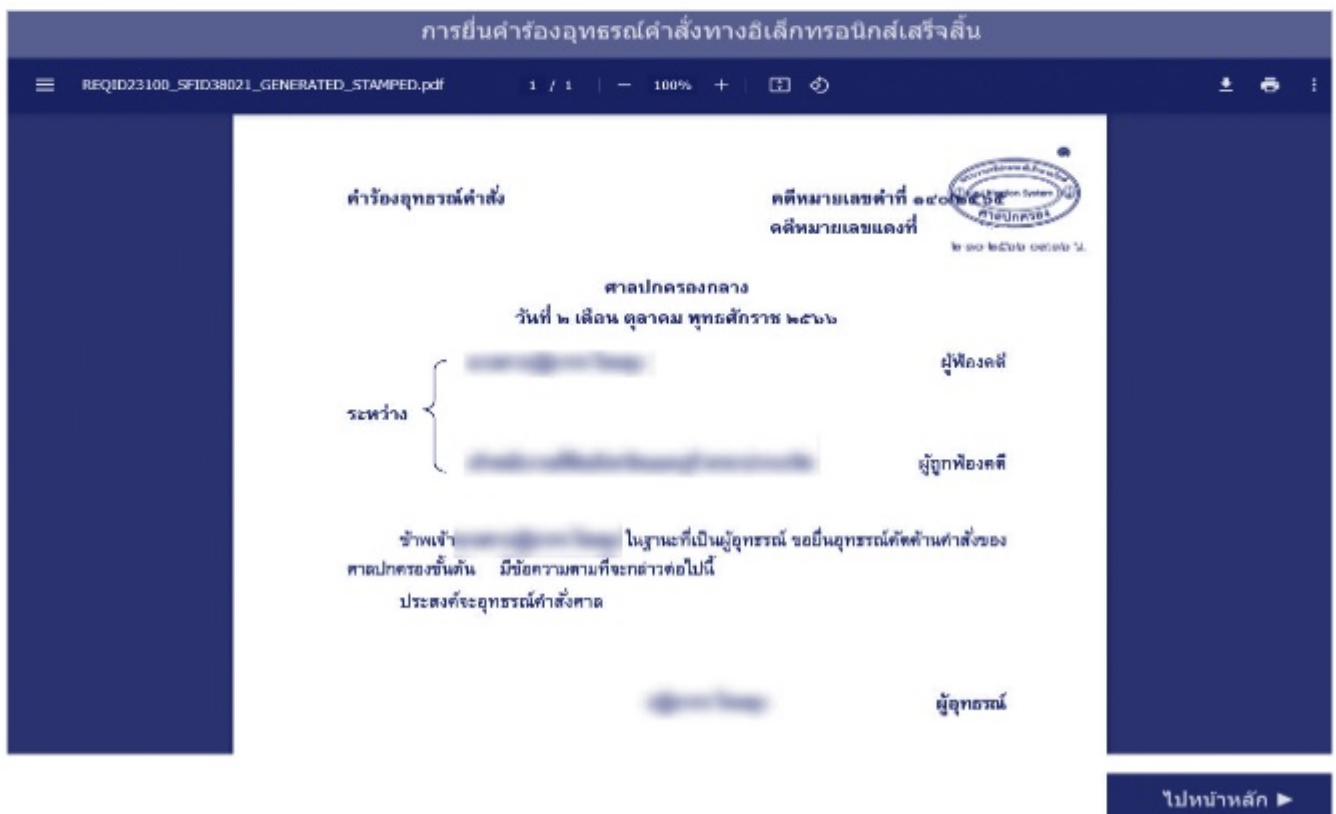 การยื่นคำร้องอุทธรณ์คำสั่งทางอิเล็กทรอนิกส์เสร็จสิ้น
REQID23100_SFID38021_GENERATED_STAMPED.pdf 1 / 1 | — 100% + |
๑
คำร้องอุทธรณ์คำสั่ง คดีหมายเลขดำที่
คดีหมายเลขแดงที่
ศาลปกครอง
ศาลปกครองกลาง
วันที่ ๒ เดือน ตุลาคม พุทธศักราช ๒๕๖๖
ผู้ฟ้องคดี
ระหว่าง
ผู้ถูกฟ้องคดี
ข้าพเจ้า ในฐานะที่เป็นผู้อุทธรณ์ ขอยื่นอุทธรณ์คัดค้านคำสั่งของ
ศาลปกครองชั้นต้น มีข้อความตามที่จะกล่าวต่อไปนี้
ประสงค์จะอุทธรณ์คำสั่งศาล
ผู้อุทธรณ์
ไปหน้าหลัก ▶